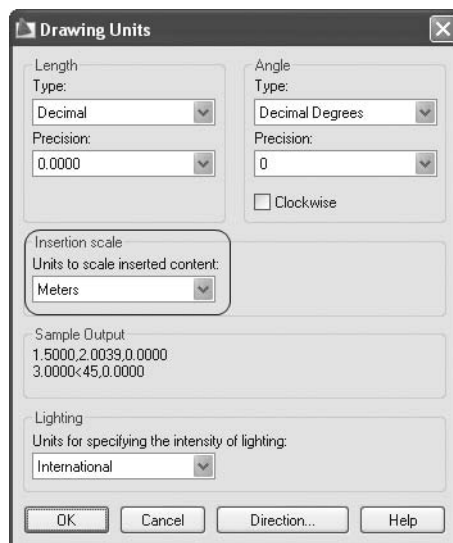 Drawing Units
Length
Type:
Decimal
Precision:
0.0000
Angle
Type:
Decimal Degrees
Precision:
0
Clockwise
Insertion scale
Units to scale inserted content:
Meters
Sample Output
1.5000,2.0039,0.0000
3.0000<45,0.0000
Lighting
Units for specifying the intensity of lighting:
International
OK
Cancel
Direction...
Help